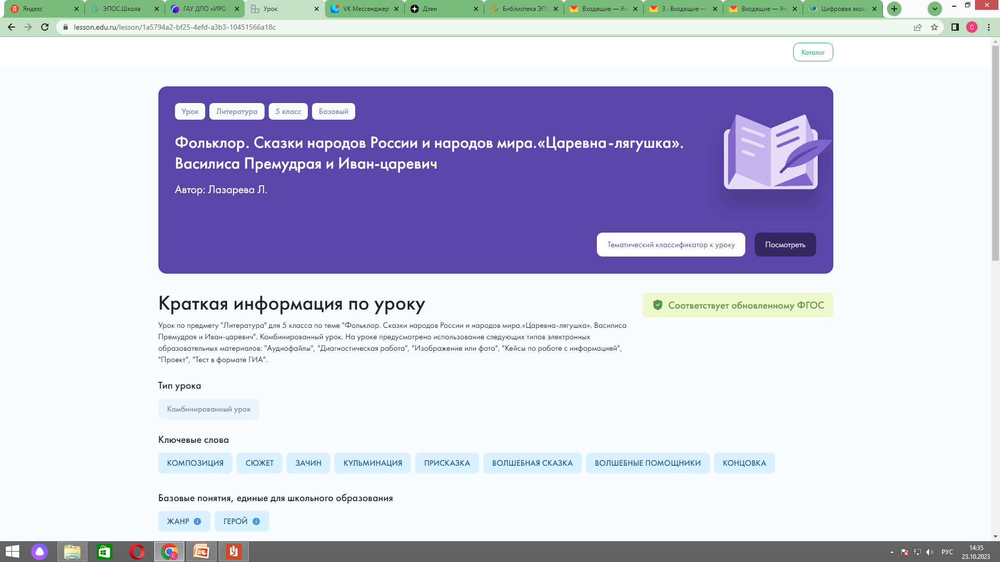 Яндекс
ЭПОС.Школа
ГАУ ДПО «ИРО
Урок
VK Мессенджер
Дзен
Библиотека ЭПС
Входящие — Ян
3 · Входящие —
Входящие — Ян
Цифровая экос
lesson.edu.ru/lesson/1a5794a2-bf25-4efd-a3b3-10451566a18c
C
Каталог
Урок Литература 5 класс Базовый
Фольклор. Сказки народов России и народов мира.«Царевна-лягушка».
Василиса Премудрая и Иван-царевич
Автор: Лазарева Л.
Тематический классификатор к уроку Посмотреть
Краткая информация по уроку
Соответствует обновленному ФГОС
Урок по предмету "Литература" для 5 класса по теме "Фольклор. Сказки народов России и народов мира.«Царевна-лягушка». Василиса
Премудрая и Иван-царевич". Комбинированный урок. На уроке предусмотрено использование следующих типов электронных
образовательных материалов: "Аудиофайлы", "Диагностическая работа", "Изображение или фото", "Кейсы по работе с информацией",
"Проект", "Тест в формате ГИА".
Тип урока
Комбинированный урок
Ключевые слова
КОМПОЗИЦИЯ СЮЖЕТ ЗАЧИН КУЛЬМИНАЦИЯ ПРИСКАЗКА ВОЛШЕБНАЯ СКАЗКА ВОЛШЕБНЫЕ ПОМОЩНИКИ КОНЦОВКА
Базовые понятия, единые для школьного образования
ЖАНР ГЕРОЙ
РУС
14:35
23.10.2023